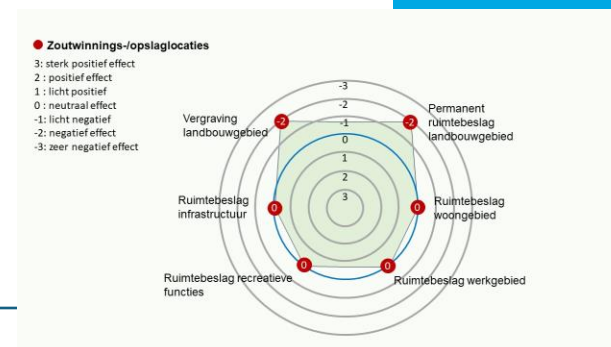 Zoutwinnings-/opslaglocaties
3: sterk positief effect
2 : positief effect
1 : licht positief
0 : neutraal effect
-1: licht negatief
-2: negatief effect
-3: zeer negatief effect
-3
-2
-1
0
1
2
3
Vergraving
landbouwgebied
-2
-2
Permanent
ruimtebeslag
landbouwgebied
Ruimtebeslag
infrastructuur
0
0
Ruimtebeslag
woongebied
Ruimtebeslag recreatieve
functies
0
0
Ruimtebeslag werkgebied